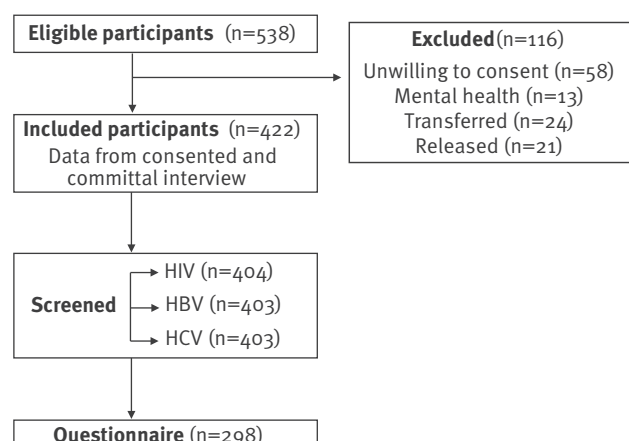 Eligible participants (n=538)
Excluded(n=116)
Unwilling to consent (n=58)
Mental health (n=13)
Transferred (n=24)
Released (n=21)
Included participants (n=422)
Data from consented and
committal interview
Screened
HIV (n=404)
HBV (n=403)
HCV (n=403)
Questionnaire (n=298)